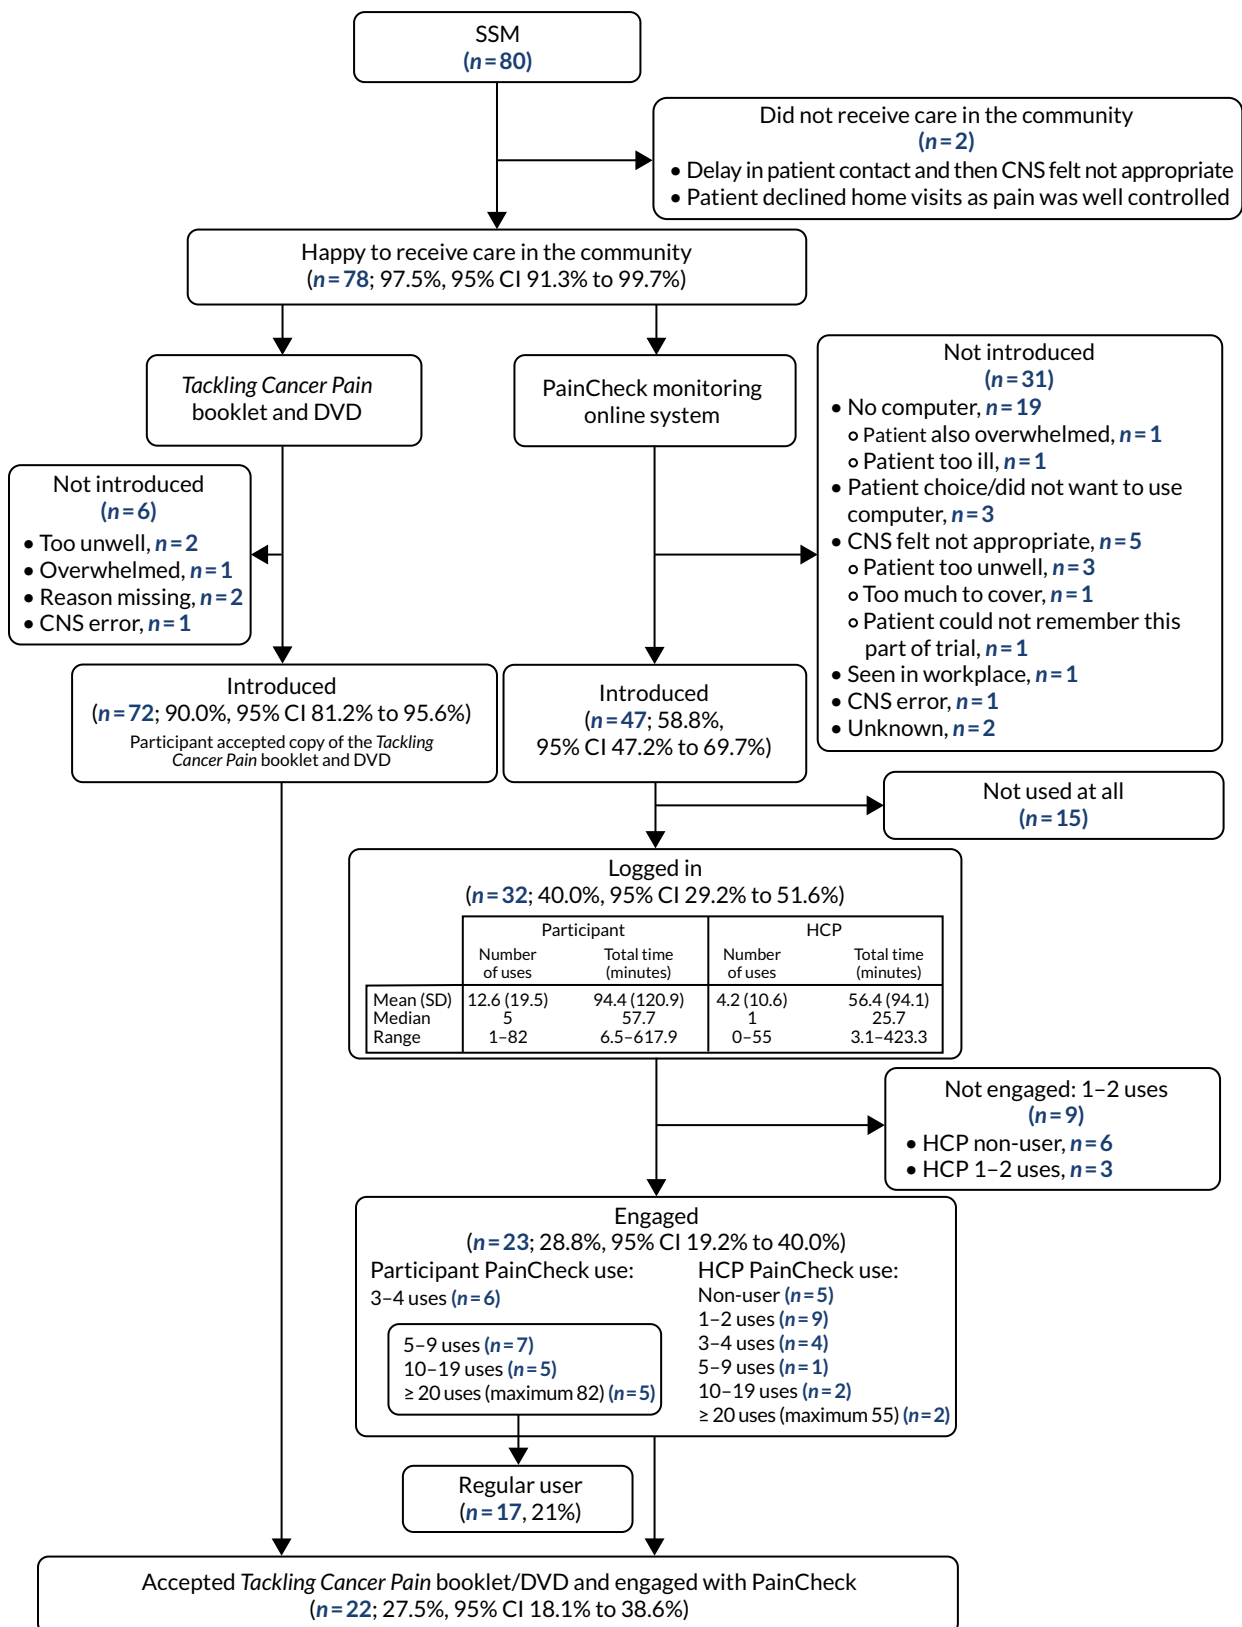 SSM
(n = 80)
Did not receive care in the community
(n = 2)
• Delay in patient contact and then CNS felt not appropriate
• Patient declined home visits as pain was well controlled
Happy to receive care in the community
(n = 78; 97.5%, 95% CI 91.3% to 99.7%)
Tackling Cancer Pain
booklet and DVD
PainCheck monitoring
online system
Not introduced
(n = 31)
• No computer, n = 19
∘ Patient also overwhelmed, n = 1
∘ Patient too ill, n = 1
• Patient choice/did not want to use
computer, n = 3
• CNS felt not appropriate, n = 5
∘ Patient too unwell, n = 3
∘ Too much to cover, n = 1
∘ Patient could not remember this
part of trial, n = 1
• Seen in workplace, n = 1
• CNS error, n = 1
• Unknown, n = 2
Not introduced
(n = 6)
• Too unwell, n = 2
• Overwhelmed, n = 1
• Reason missing, n = 2
• CNS error, n = 1
Introduced
(n = 72; 90.0%, 95% CI 81.2% to 95.6%)
Participant accepted copy of the Tackling
Cancer Pain booklet and DVD
Introduced
(n = 47; 58.8%,
95% CI 47.2% to 69.7%)
Not used at all
(n = 15)
Logged in
(n = 32; 40.0%, 95% CI 29.2% to 51.6%)
Participant HCP
Number Total time Number Total time
of uses (minutes) of uses (minutes)
Mean (SD) 12.6 (19.5) 94.4 (120.9) 4.2 (10.6) 56.4 (94.1)
Median 5 57.7 1 25.7
Range 1–82 6.5–617.9 0–55 3.1–423.3
Not engaged: 1–2 uses
(n = 9)
• HCP non-user, n = 6
• HCP 1–2 uses, n = 3
Engaged
(n = 23; 28.8%, 95% CI 19.2% to 40.0%)
Participant PainCheck use:
3–4 uses (n = 6)
5–9 uses (n = 7)
10–19 uses (n = 5)
≥ 20 uses (maximum 82) (n = 5)
HCP PainCheck use:
Non-user (n = 5)
1–2 uses (n = 9)
3–4 uses (n = 4)
5–9 uses (n = 1)
10–19 uses (n = 2)
≥ 20 uses (maximum 55) (n = 2)
Regular user
(n = 17, 21%)
Accepted Tackling Cancer Pain booklet/DVD and engaged with PainCheck
(n = 22; 27.5%, 95% CI 18.1% to 38.6%)